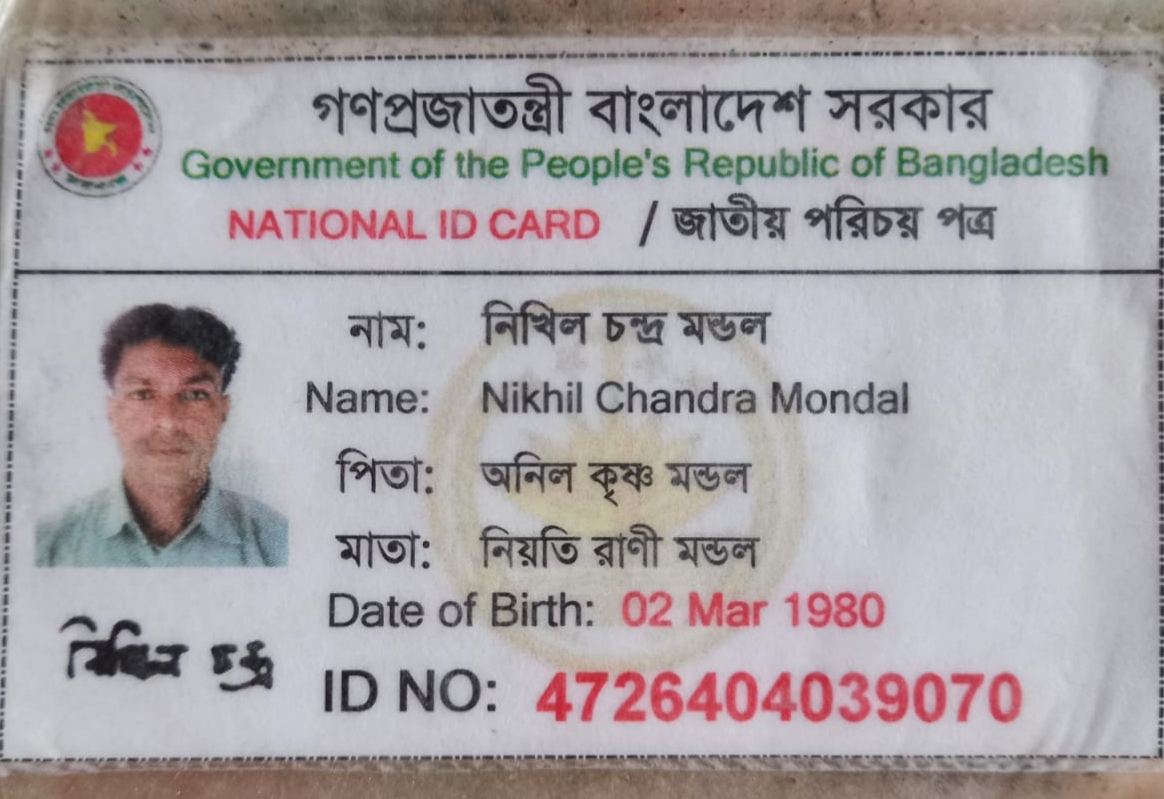 গণপ্রজাতন্ত্রী বাংলাদেশ সরকার
Government of the People's Republic of Bangladesh
NATIONAL ID CARD / জাতীয় পরিচয় পত্র
নাম: নিখিল চন্দ্র মন্ডল
Name: Nikhil Chandra Mondal
পিতা: অনিল কৃষ্ণ মন্ডল
মাতা: নিয়তি রাণী মন্ডল
Date of Birth: 02 Mar 1980
নিখিল চন্দ্র
ID NO: 4726404039070